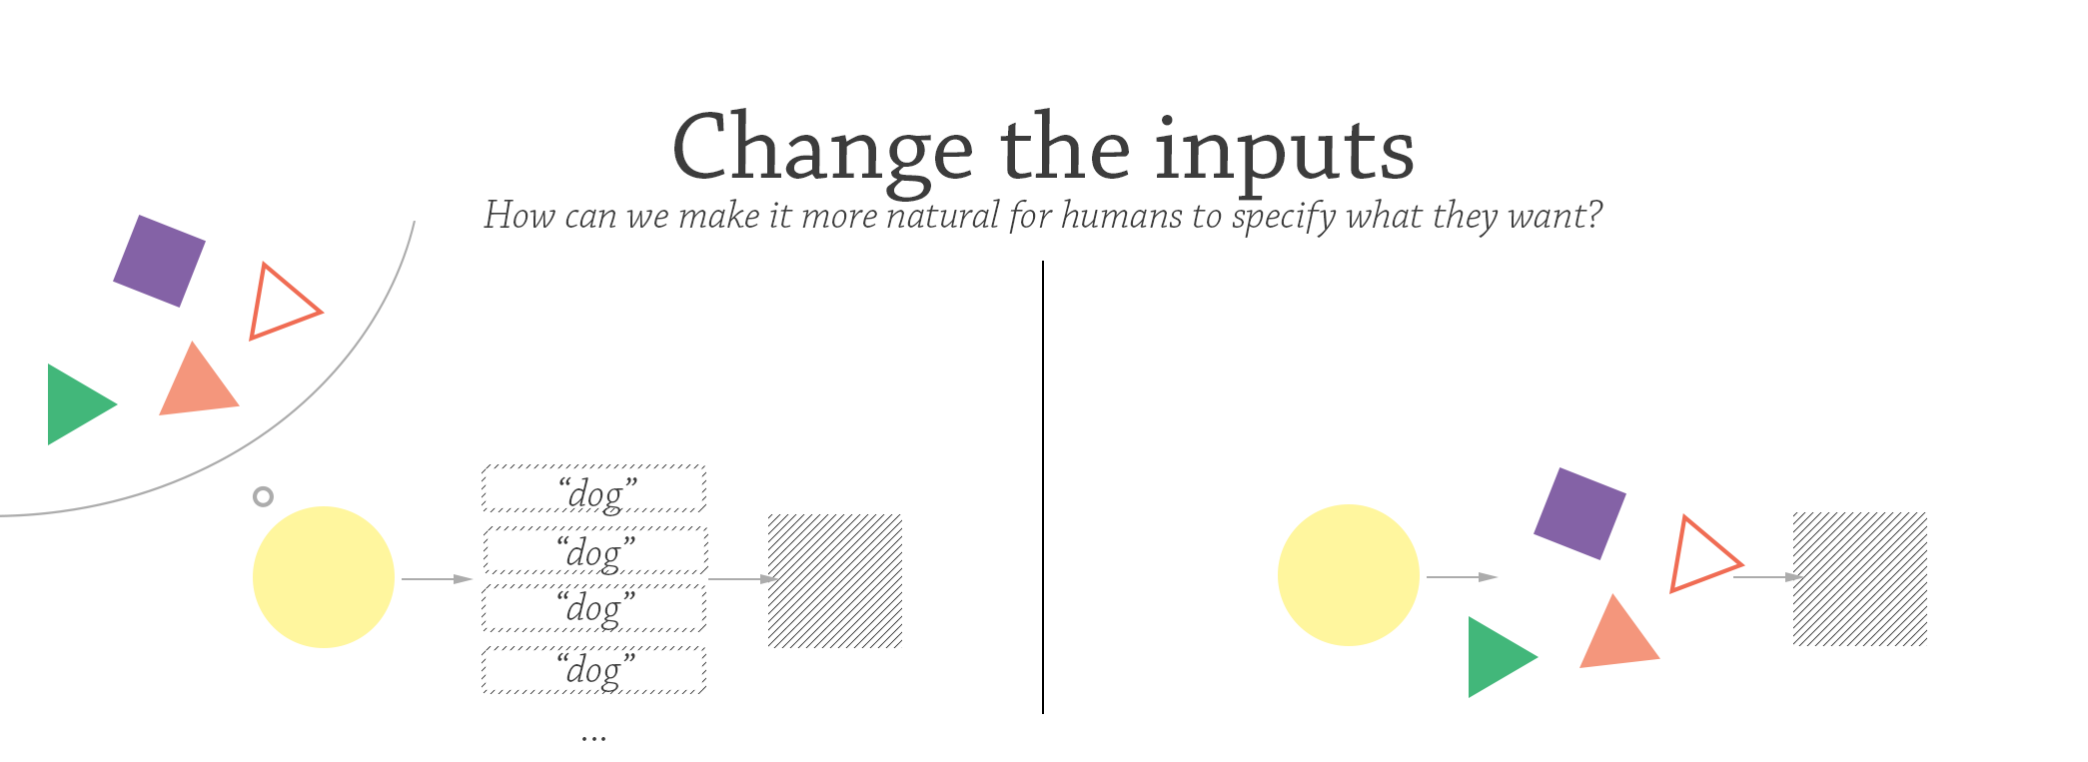 Change the inputs
How can we make it more natural for humans to specify what they want?
“dog”
“dog”
“dog”
“dog”
...